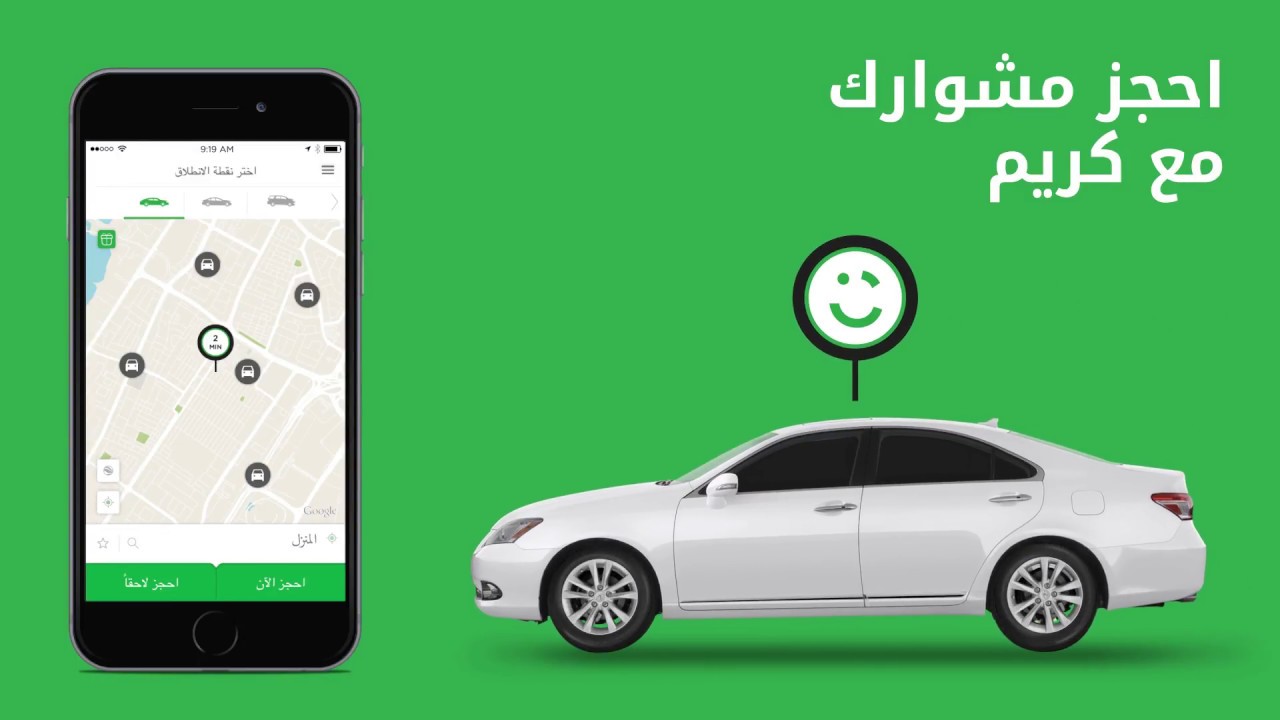 احجز مشوارك
مع كريم
9:19 AM
اختر نقطة الانطلاق
2
MIN
Google
المنزل
احجز الآن
احجز لاحقاً